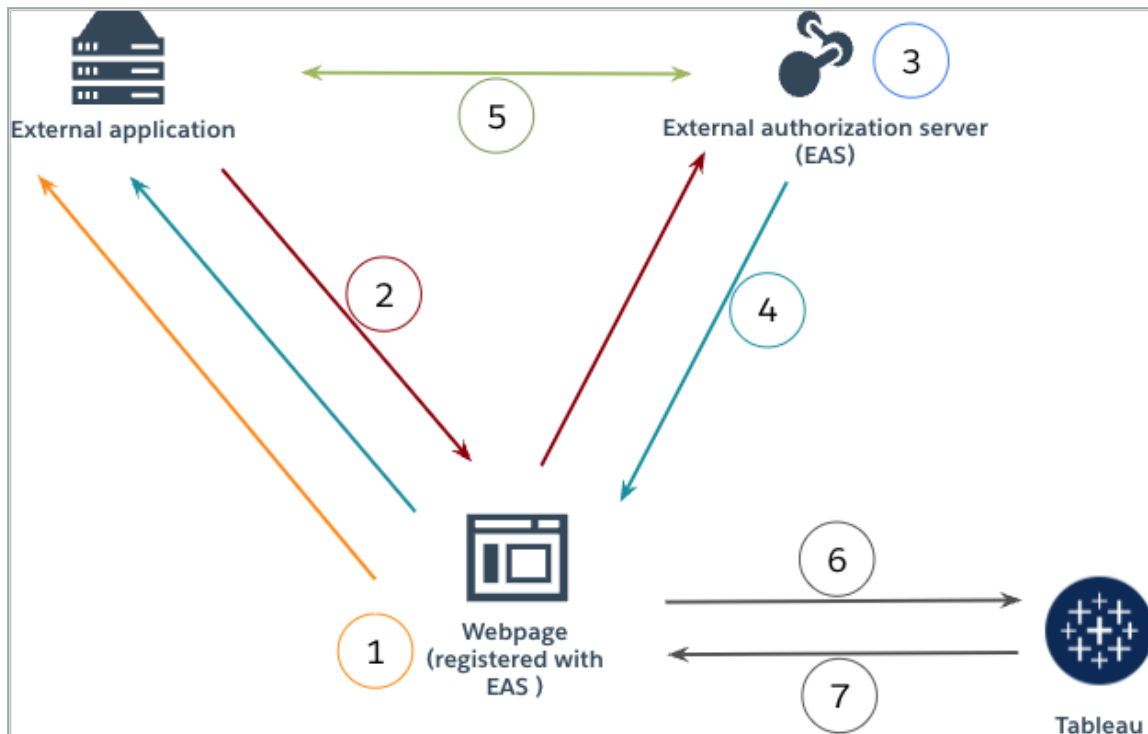 3
5
External application
External authorization server
(EAS)
2
4
6
1
Webpage
(registered with
EAS )
7
Tableau